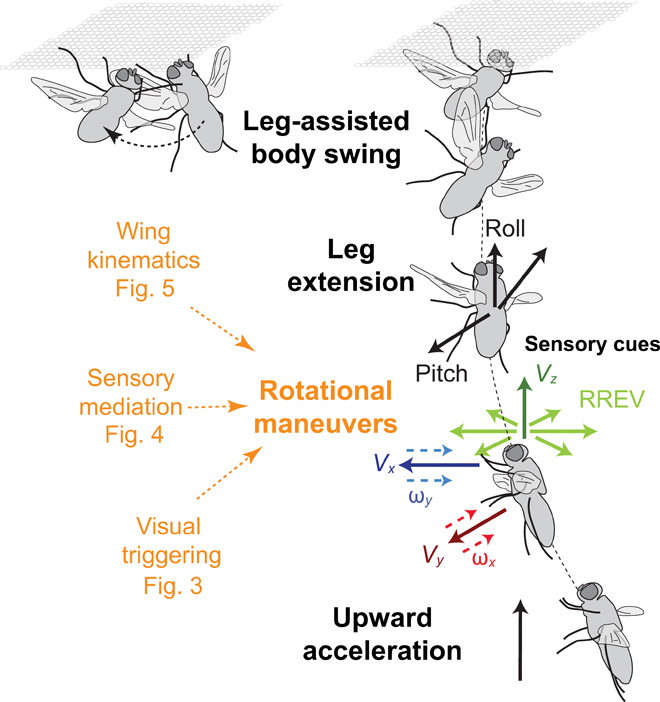 Leg-assisted
body swing
Wing
kinematics
Fig. 5
Leg
extension
Roll
Pitch
Sensory cues
Sensory
mediation
Fig. 4
Rotational
maneuvers
Vz
RREV
Vx
ωy
Vy
ωx
Visual
triggering
Fig. 3
Upward
acceleration